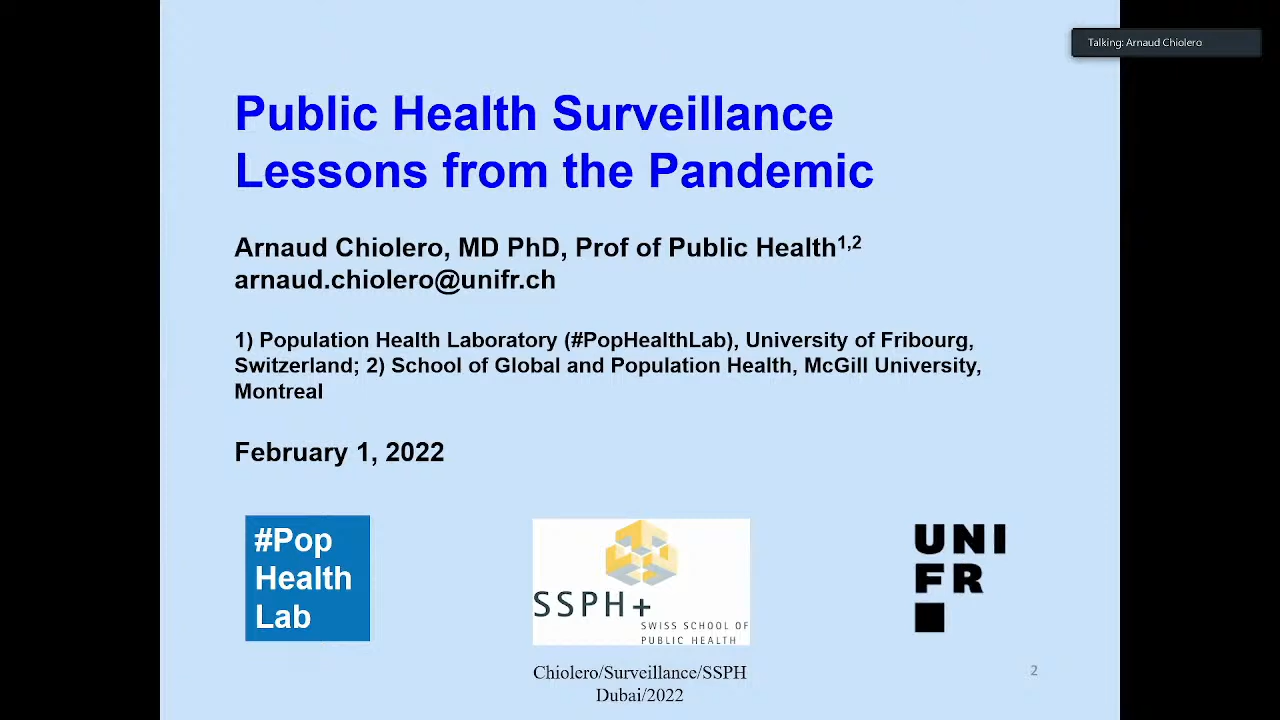 Talking: Arnaud Chiolero
Public Health Surveillance
Lessons from the Pandemic
Arnaud Chiolero, MD PhD, Prof of Public Health1,2
arnaud.chiolero@unifr.ch
1) Population Health Laboratory (#PopHealthLab), University of Fribourg,
Switzerland; 2) School of Global and Population Health, McGill University,
Montreal
February 1, 2022
#Pop
Health
Lab
SSPH+
SWISS SCHOOL OF
PUBLIC HEALTH
UNI
FR
Chiolero/Surveillance/SSPH
Dubai/2022
2